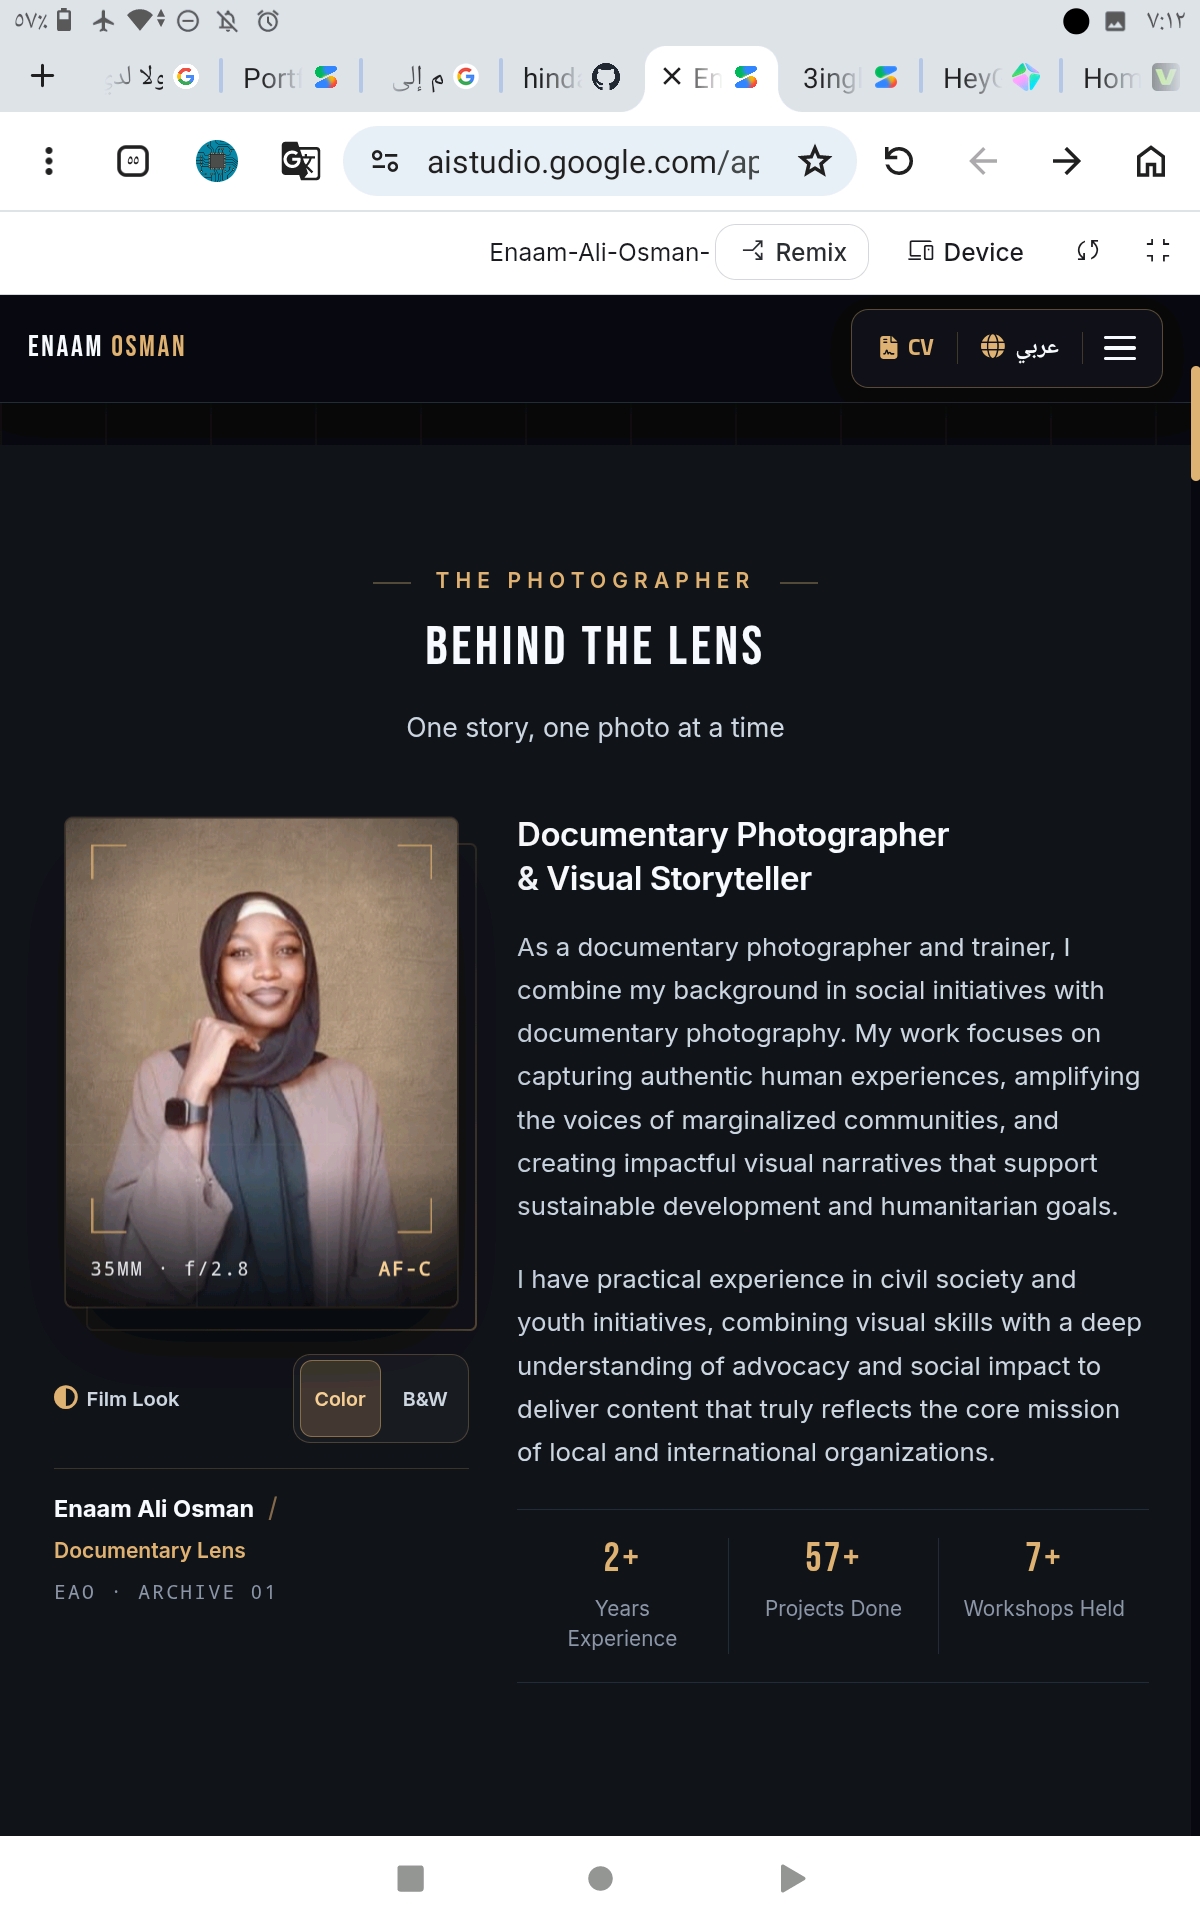 ٥٧٪
٧:١٢
ولا لدي
Port
م إلى
hind
En
3ingl
Hey
Hom
٥٥
aistudio.google.com/ap
Enaam-Ali-Osman-
Remix
Device
ENAAM OSMAN
CV
عربي
THE PHOTOGRAPHER
BEHIND THE LENS
One story, one photo at a time
35MM · f/2.8
AF-C
Film Look
Color
B&W
Enaam Ali Osman /
Documentary Lens
EAO · ARCHIVE 01
Documentary Photographer
& Visual Storyteller
As a documentary photographer and trainer, I
combine my background in social initiatives with
documentary photography. My work focuses on
capturing authentic human experiences, amplifying
the voices of marginalized communities, and
creating impactful visual narratives that support
sustainable development and humanitarian goals.
I have practical experience in civil society and
youth initiatives, combining visual skills with a deep
understanding of advocacy and social impact to
deliver content that truly reflects the core mission
of local and international organizations.
2+
Years
Experience
57+
Projects Done
7+
Workshops Held